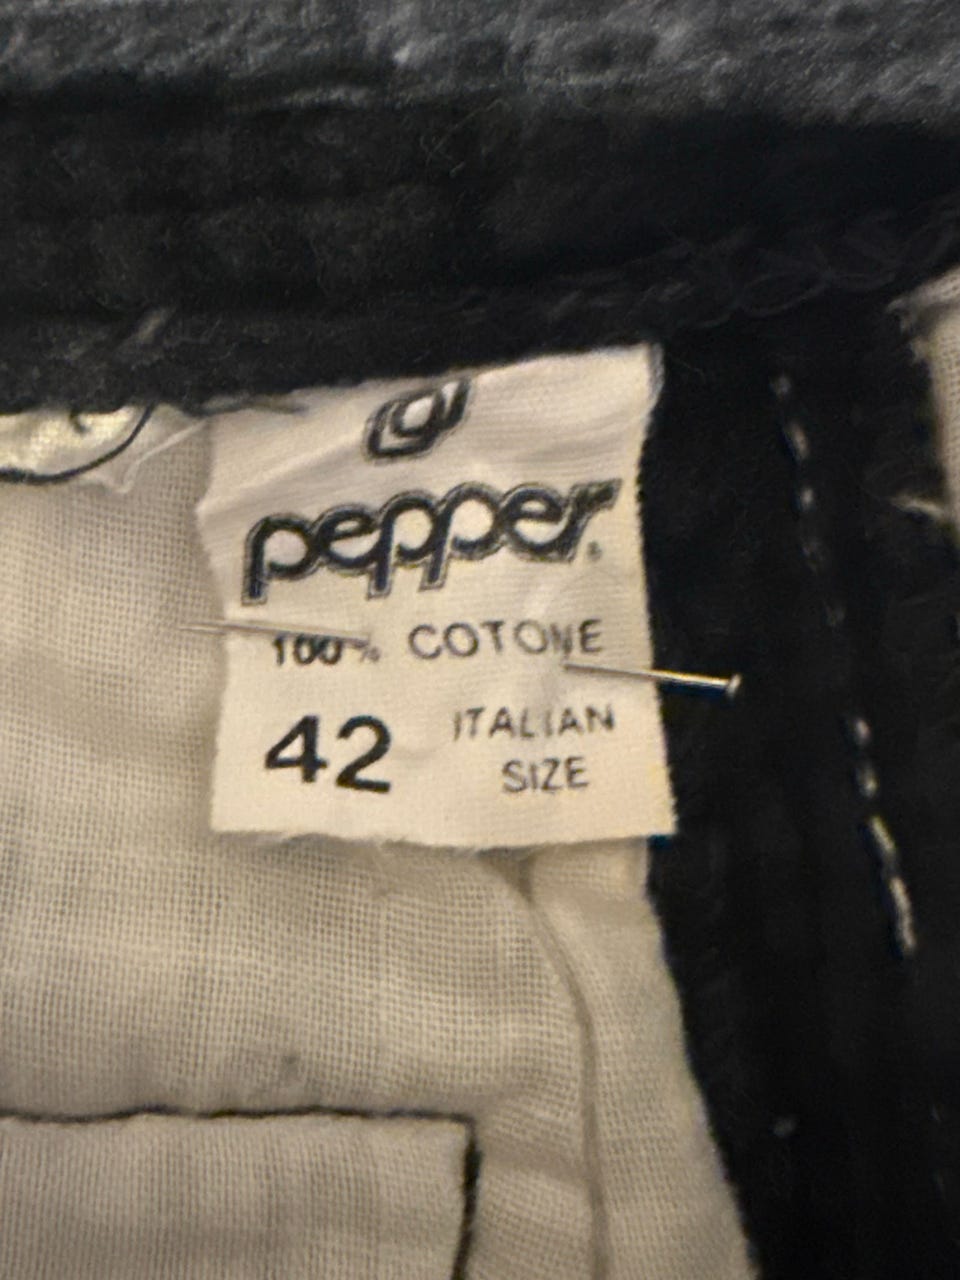 pepper®
100% COTONE
42 ITALIAN
SIZE